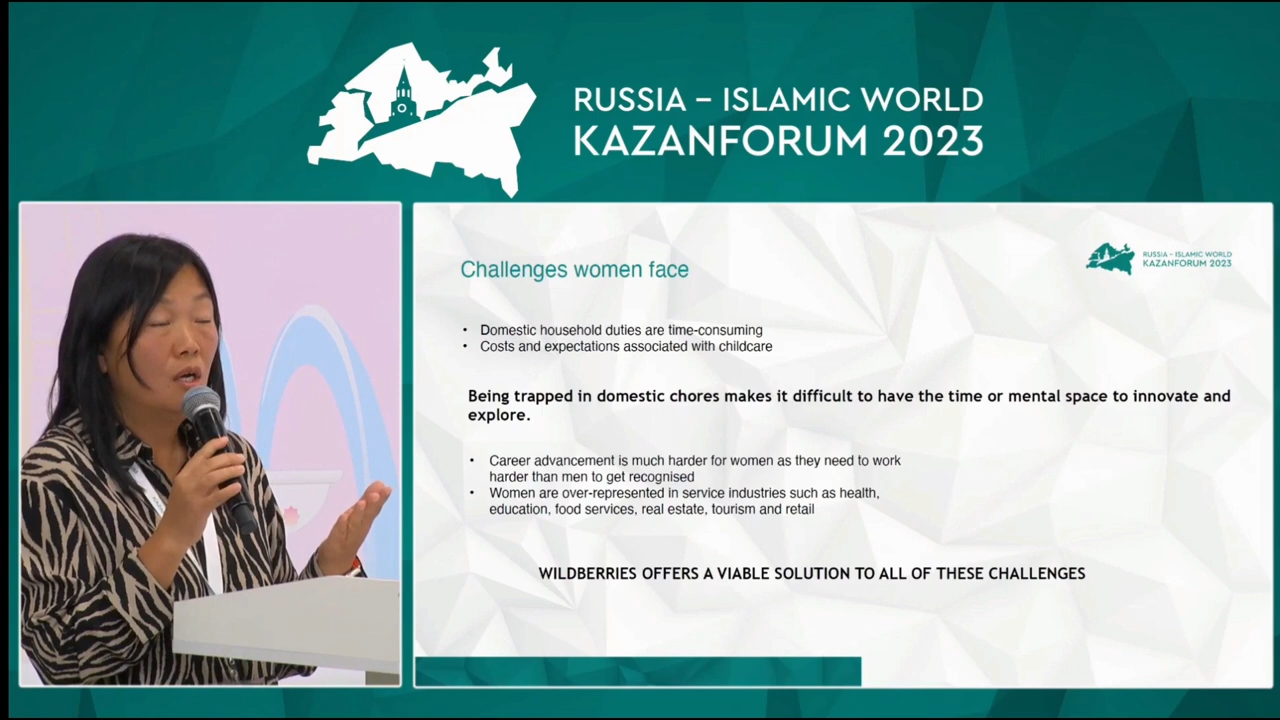 RUSSIA – ISLAMIC WORLD
KAZANFORUM 2023
RUSSIA – ISLAMIC WORLD
KAZANFORUM 2023
Challenges women face
• Domestic household duties are time-consuming
• Costs and expectations associated with childcare
Being trapped in domestic chores makes it difficult to have the time or mental space to innovate and
explore.
• Career advancement is much harder for women as they need to work
harder than men to get recognised
• Women are over-represented in service industries such as health,
education, food services, real estate, tourism and retail
WILDBERRIES OFFERS A VIABLE SOLUTION TO ALL OF THESE CHALLENGES